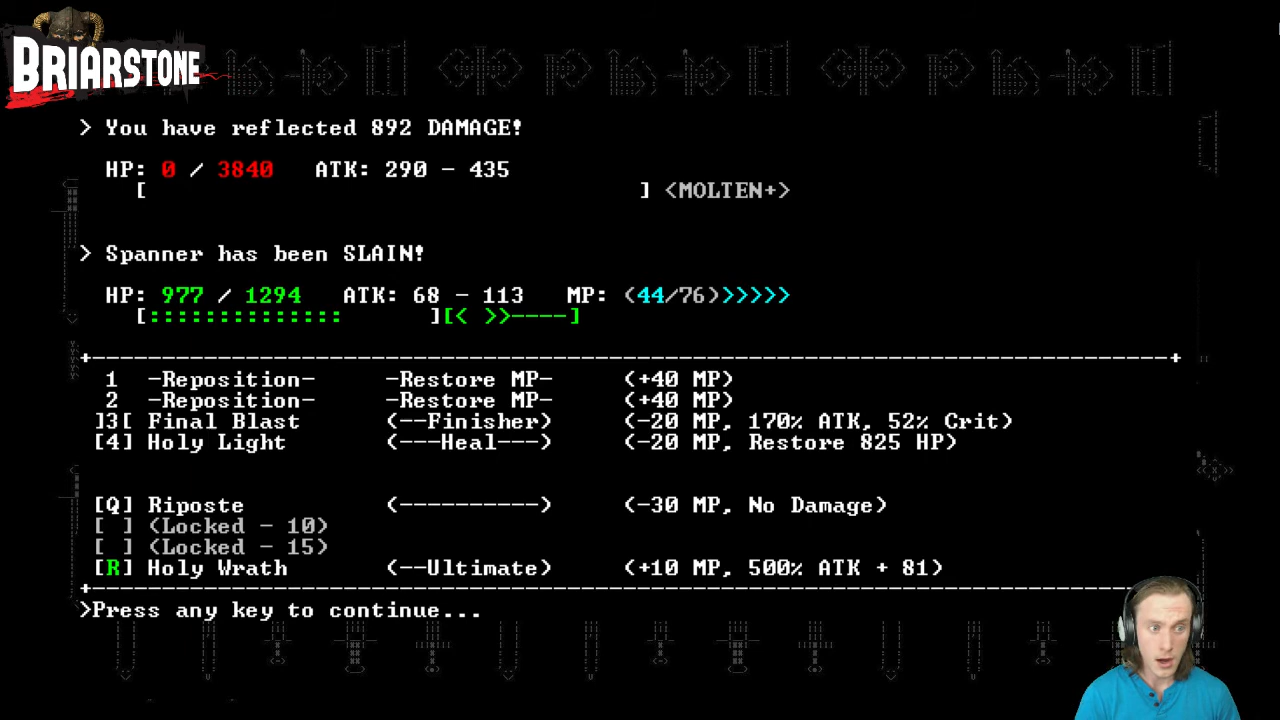 BRIARSTONE
> You have reflected 892 DAMAGE!
HP: 0 / 3840 ATK: 290 - 435
[ ] <MOLTEN+>
> Spanner has been SLAIN!
HP: 977 / 1294 ATK: 68 - 113 MP: (44/76)>>>>>
[:::::::::::::: ][< >>----]
+------------------------------------------------------------------------------+
1 -Reposition- -Restore MP- (+40 MP)
2 -Reposition- -Restore MP- (+40 MP)
]3[ Final Blast (--Finisher) (-20 MP, 170% ATK, 52% Crit)
[4] Holy Light (---Heal---) (-20 MP, Restore 825 HP)
[Q] Riposte (----------) (-30 MP, No Damage)
[ ] (Locked - 10)
[ ] (Locked - 15)
[R] Holy Wrath (--Ultimate) (+10 MP, 500% ATK + 81)
+------------------------------------------------------------------------------
>Press any key to continue...